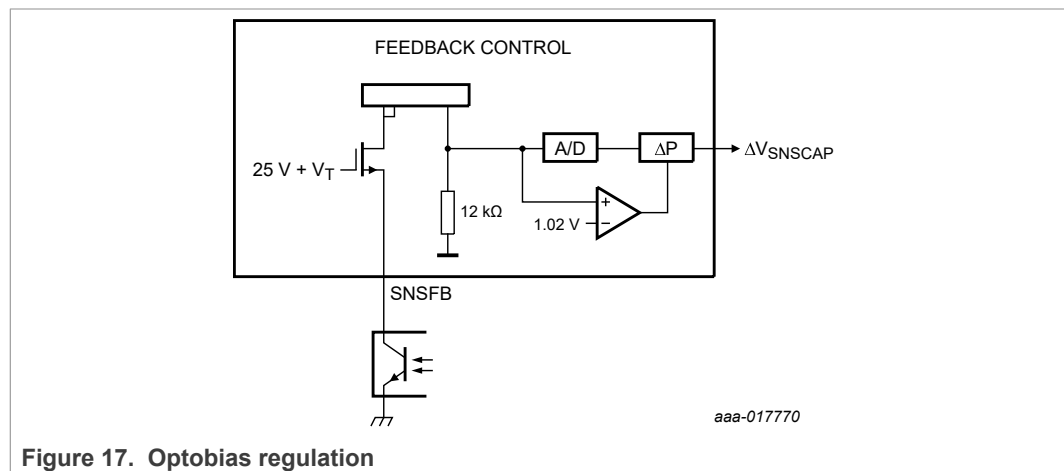 FEEDBACK CONTROL
A/D
ΔP
ΔV_SNSCAP
25 V + V_T
12 kΩ
1.02 V
+
−
SNSFB
aaa-017770
Figure 17. Optobias regulation